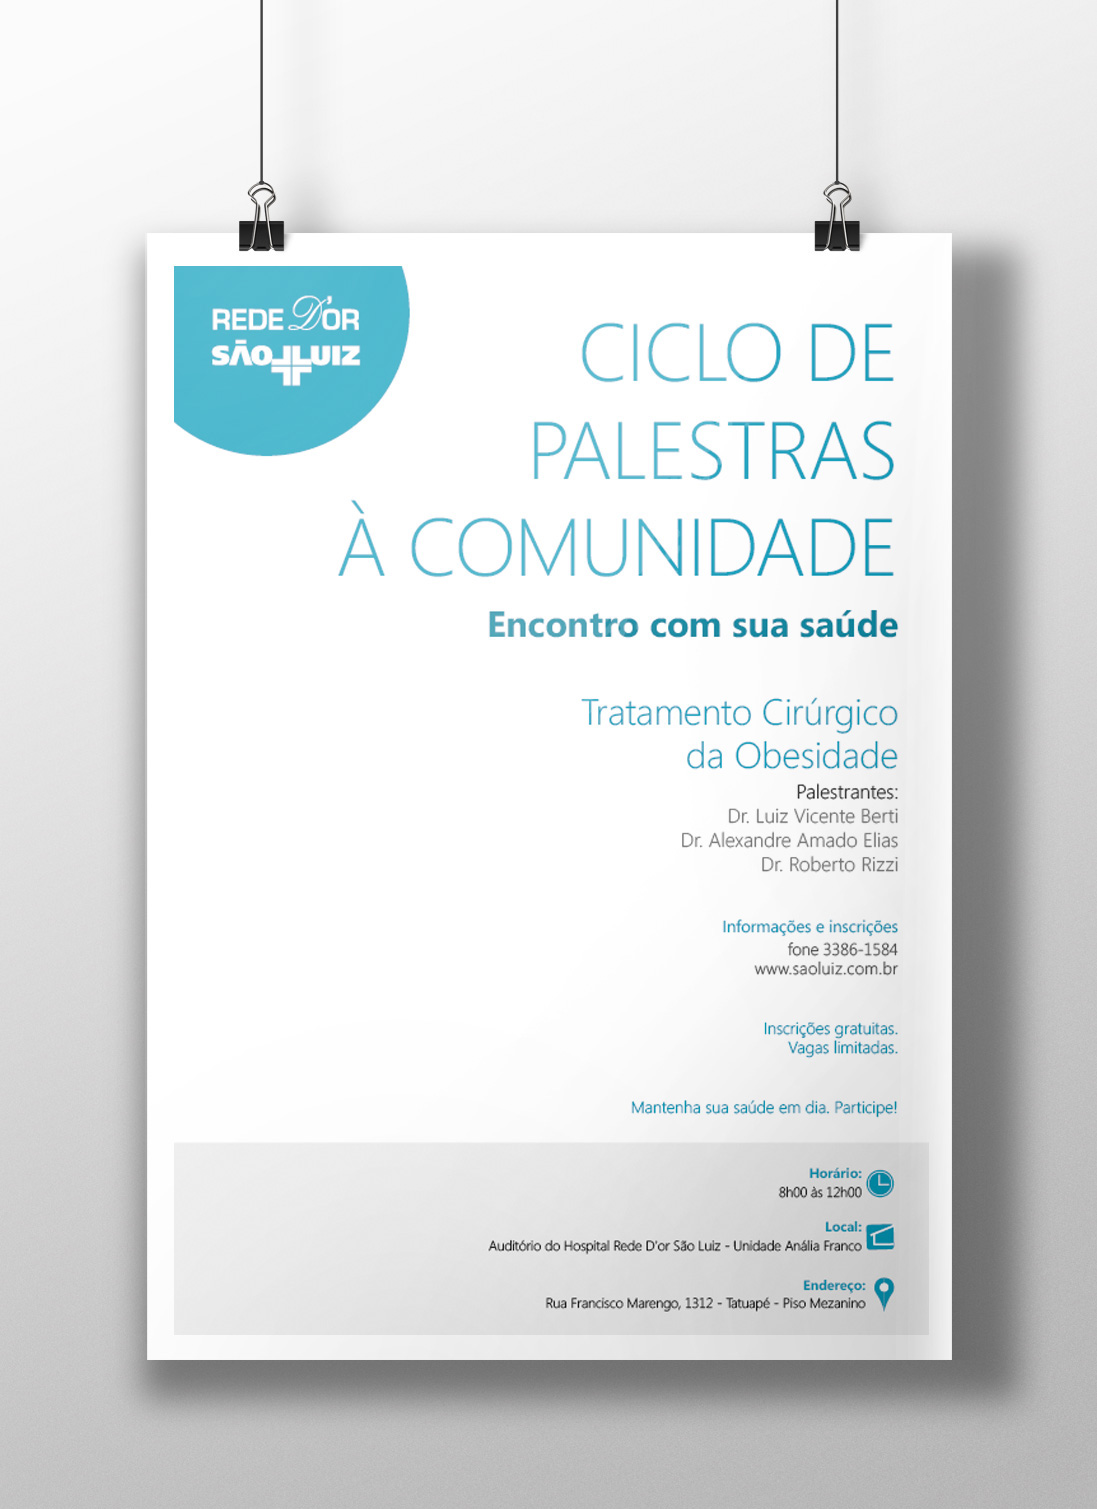 REDE D'OR
SÃO LUIZ
CICLO DE
PALESTRAS
À COMUNIDADE
Encontro com sua saúde
Tratamento Cirúrgico
da Obesidade
Palestrantes:
Dr. Luiz Vicente Berti
Dr. Alexandre Amado Elias
Dr. Roberto Rizzi
Informações e inscrições
fone 3386-1584
www.saoluiz.com.br
Inscrições gratuitas.
Vagas limitadas.
Mantenha sua saúde em dia. Participe!
Horário:
8h00 às 12h00
Local:
Auditório do Hospital Rede D'or São Luiz - Unidade Anália Franco
Endereço:
Rua Francisco Marengo, 1312 - Tatuapé - Piso Mezanino